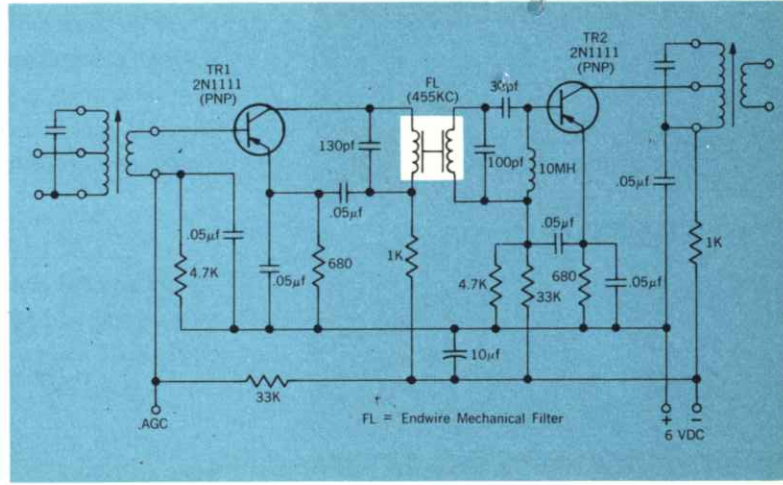 TR1
2N1111
(PNP)
TR2
2N1111
(PNP)
FL
(455KC)
130pf
100pf
10MH
.05µf
.05µf
.05µf
4.7K
.05µf
.05µf
680
1K
4.7K
33K
680
.05µf
1K
10µf
33K
.AGC
FL = Endwire Mechanical Filter
+ −
6 VDC